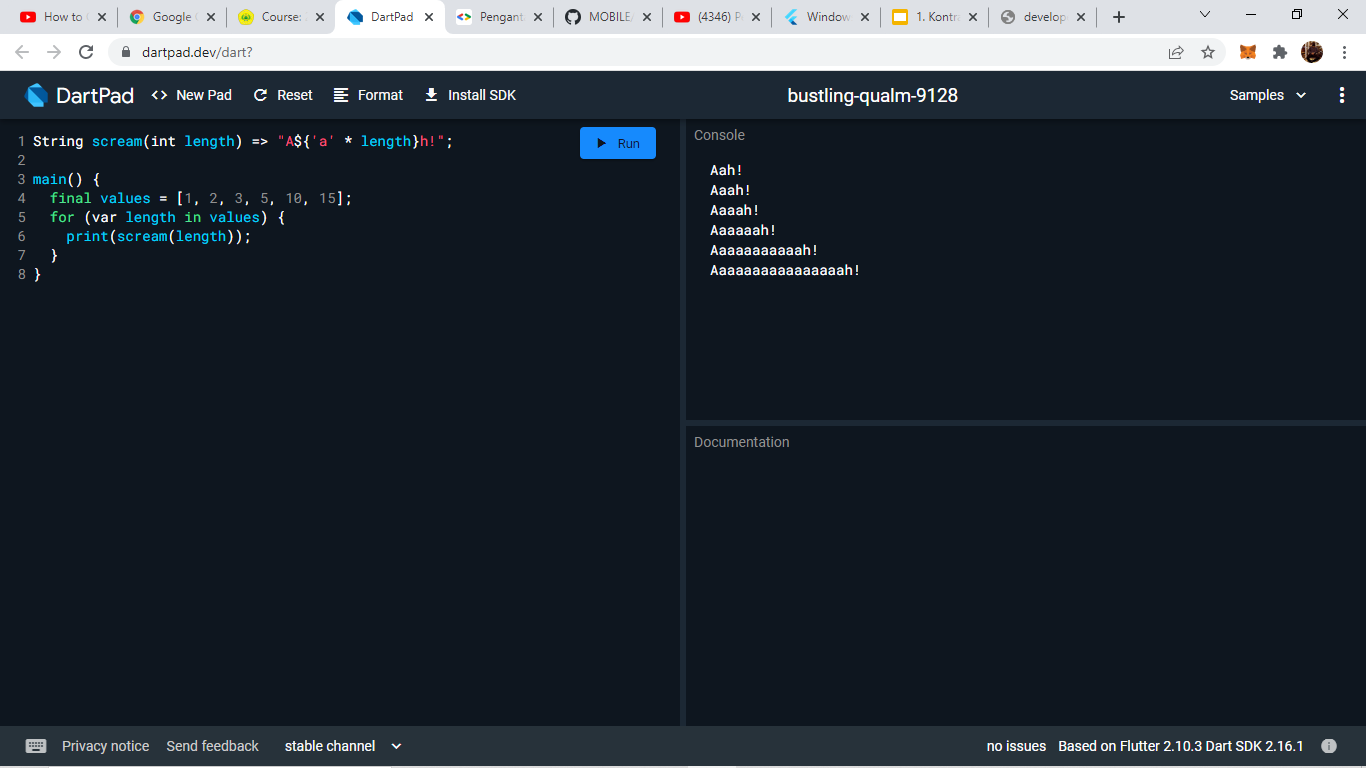 How to
Google
Course:
DartPad
Pengant
MOBILE
(4346) P
Window
1. Kontra
develop
dartpad.dev/dart?
DartPad
<> New Pad
Reset
Format
Install SDK
bustling-qualm-9128
Samples
1 String scream(int length) => "A${'a' * length}h!";
2
3 main() {
4   final values = [1, 2, 3, 5, 10, 15];
5   for (var length in values) {
6     print(scream(length));
7   }
8 }
Run
Console
Aah!
Aaah!
Aaaah!
Aaaaaah!
Aaaaaaaaaaah!
Aaaaaaaaaaaaaaaah!
Documentation
Privacy notice
Send feedback
stable channel
no issues
Based on Flutter 2.10.3 Dart SDK 2.16.1